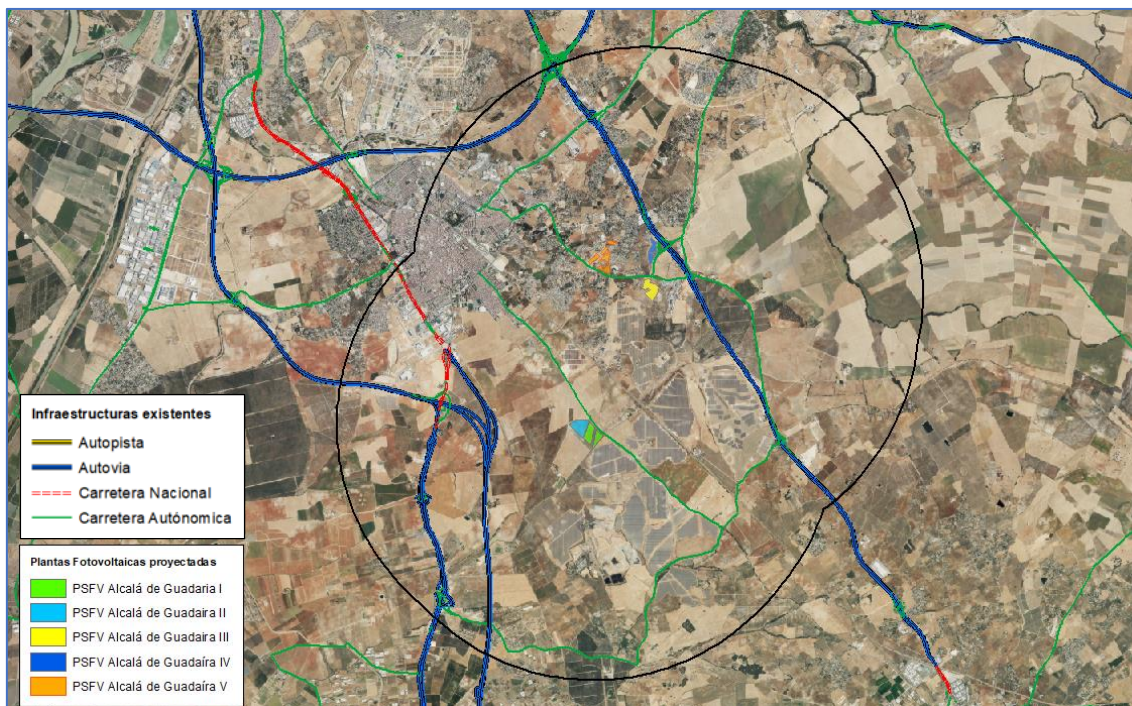 Infraestructuras existentes
Autopista
Autovia
Carretera Nacional
Carretera Autónomica
Plantas Fotovoltaicas proyectadas
PSFV Alcalá de Guadaria I
PSFV Alcalá de Guadaira II
PSFV Alcalá de Guadaira III
PSFV Alcalá de Guadaíra IV
PSFV Alcalá de Guadaíra V